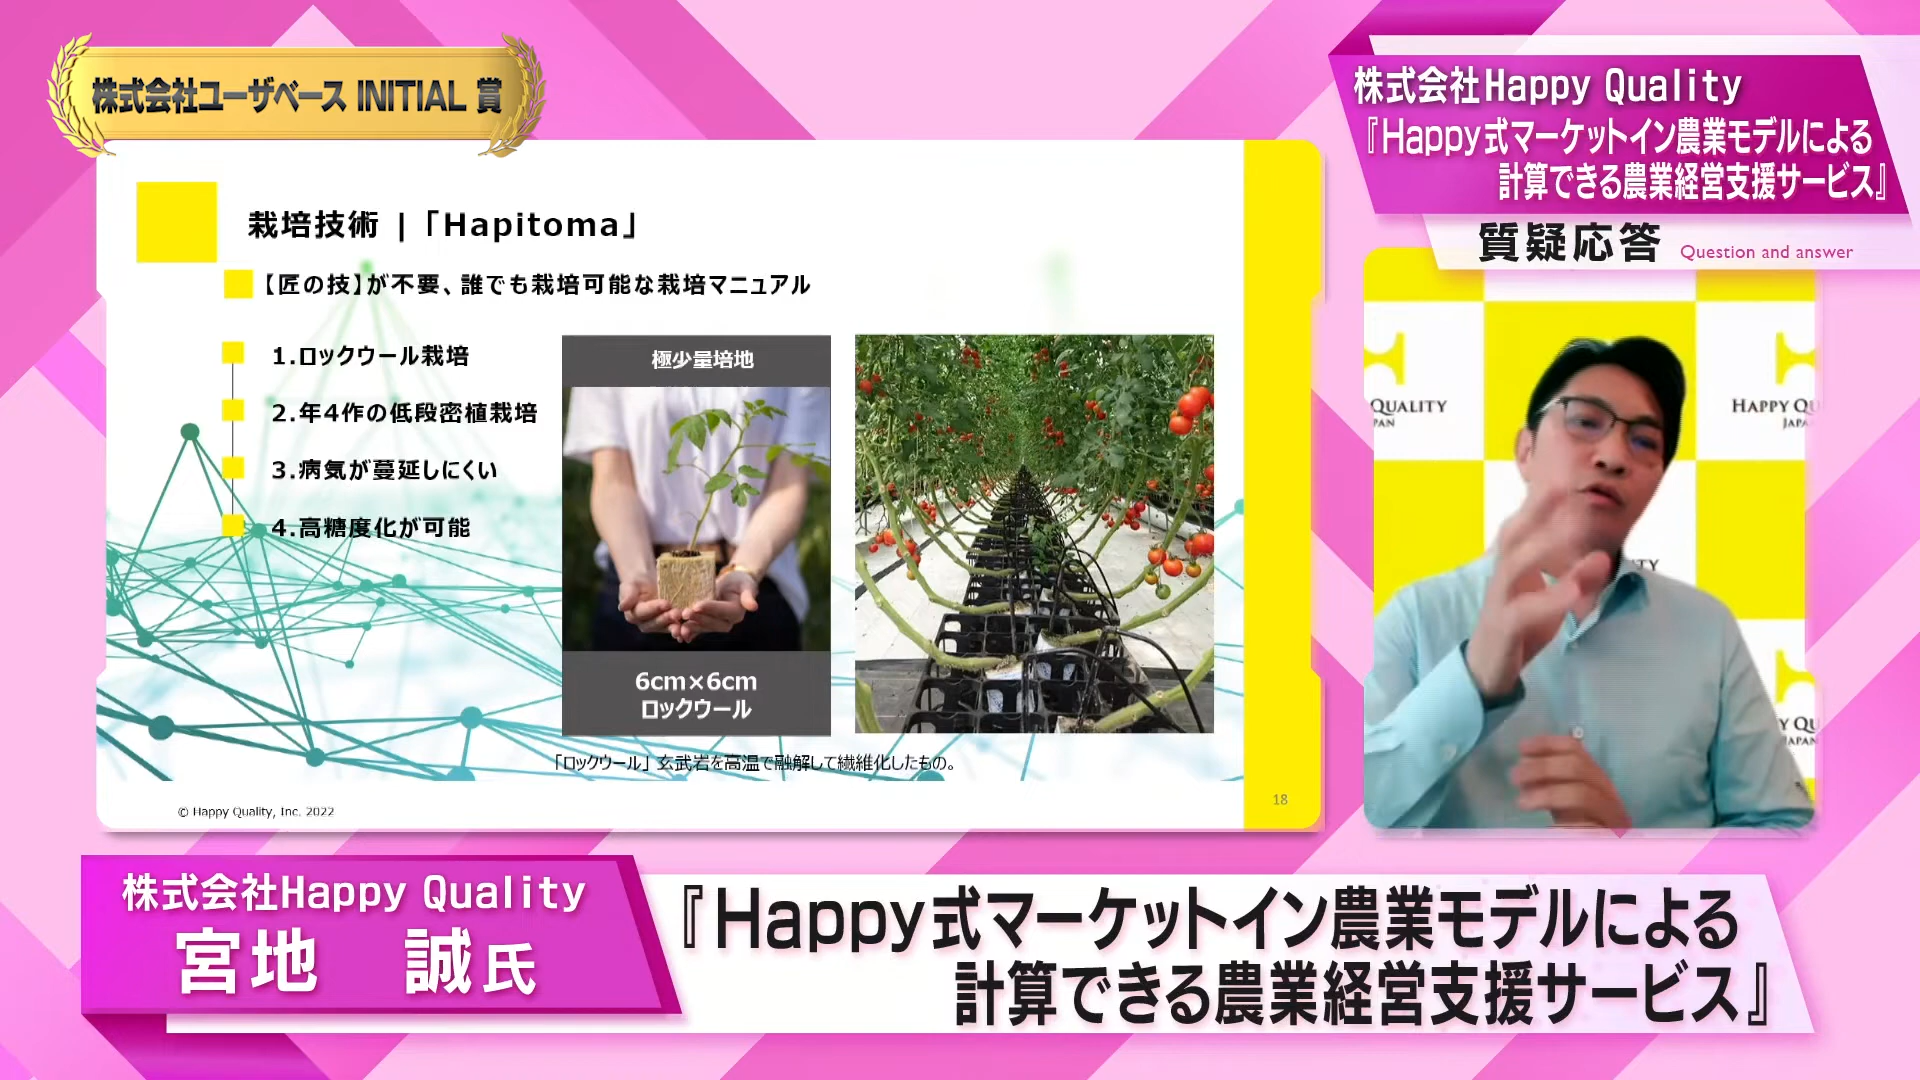 株式会社ユーザベース INITIAL 賞
株式会社Happy Quality
『Happy式マーケットイン農業モデルによる
計算できる農業経営支援サービス』
質疑応答 Question and answer
栽培技術 |「Hapitoma」
【匠の技】が不要、誰でも栽培可能な栽培マニュアル
1.ロックウール栽培
2.年4作の低段密植栽培
3.病気が蔓延しにくい
4.高糖度化が可能
極少量培地
6cm×6cm
ロックウール
「ロックウール」 玄武岩を高温で融解して繊維化したもの。
© Happy Quality, Inc. 2022
18
QUALITY
PAN
HAPPY QU
JAPA
TY
Y QU
JAPAN
株式会社Happy Quality
宮地 誠氏
『Happy式マーケットイン農業モデルによる
計算できる農業経営支援サービス』